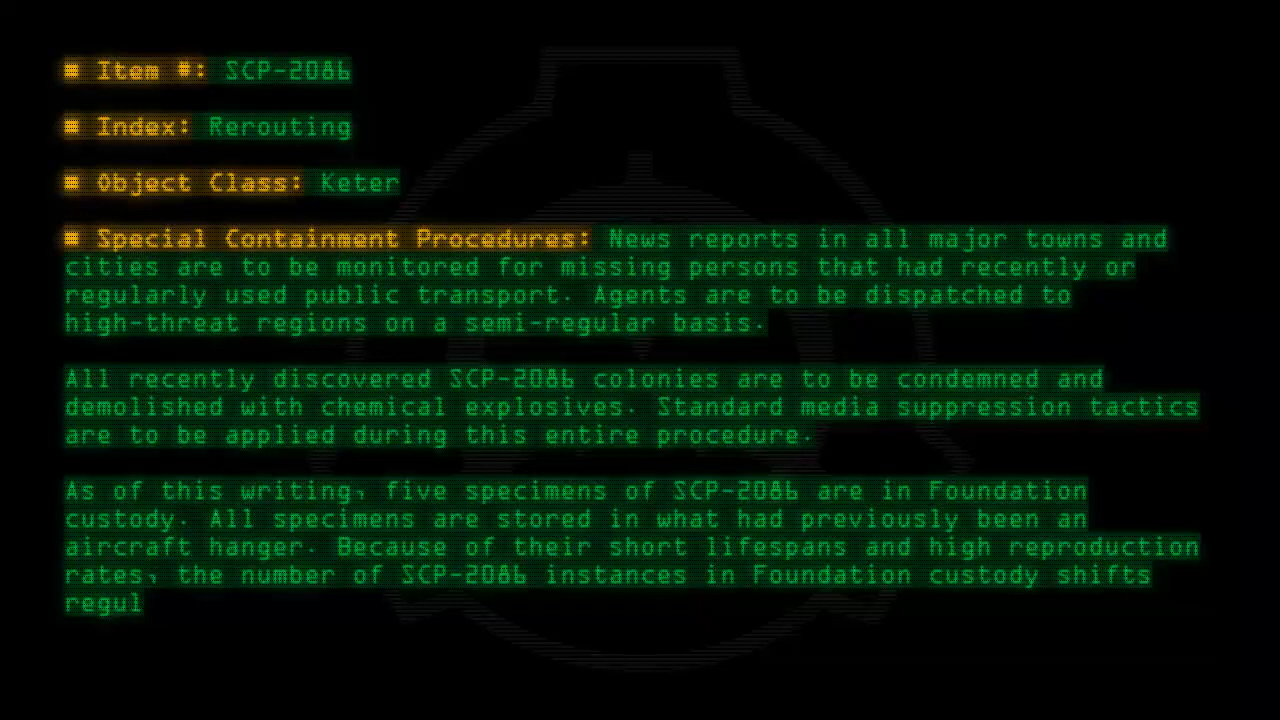 ■ Item #: SCP-2086
■ Index: Rerouting
■ Object Class: Keter
■ Special Containment Procedures: News reports in all major towns and
cities are to be monitored for missing persons that had recently or
regularly used public transport. Agents are to be dispatched to
high-threat regions on a semi-regular basis.
All recently discovered SCP-2086 colonies are to be condemned and
demolished with chemical explosives. Standard media suppression tactics
are to be applied during this entire procedure.
As of this writing, five specimens of SCP-2086 are in Foundation
custody. All specimens are stored in what had previously been an
aircraft hanger. Because of their short lifespans and high reproduction
rates, the number of SCP-2086 instances in Foundation custody shifts
regul